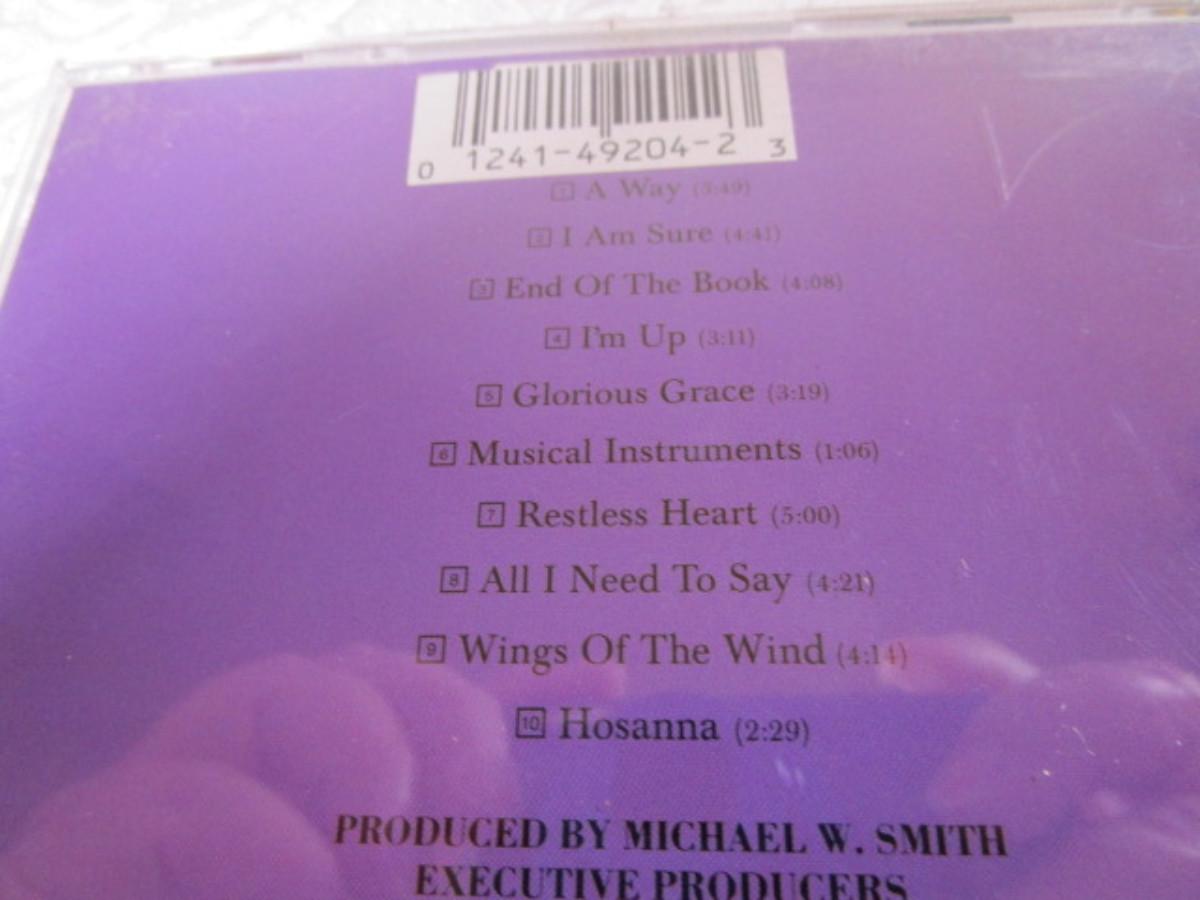 0 1241-49204-2 3
1 A Way (3:49)
2 I Am Sure (4:41)
3 End Of The Book (4:08)
4 I'm Up (3:11)
5 Glorious Grace (3:19)
6 Musical Instruments (1:06)
7 Restless Heart (5:00)
8 All I Need To Say (4:21)
9 Wings Of The Wind (4:14)
10 Hosanna (2:29)
PRODUCED BY MICHAEL W. SMITH
EXECUTIVE PRODUCERS